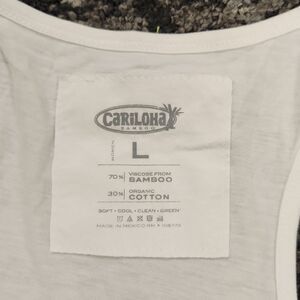 CARILOHA
BAMBOO
L
70% VISCOSE FROM
BAMBOO
30% ORGANIC
COTTON
SOFT • COOL • CLEAN • GREEN
MADE IN MEXICO